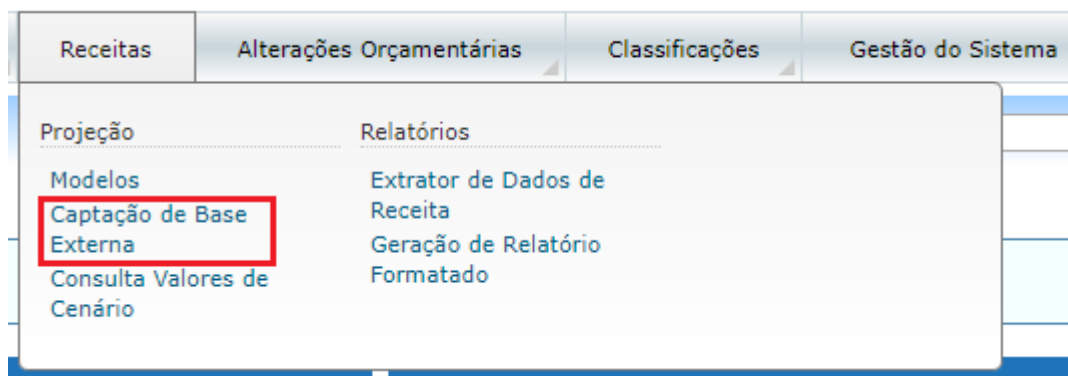 Receitas
Alterações Orçamentárias
Classificações
Gestão do Sistema
Projeção
Modelos
Captação de Base
Externa
Consulta Valores de
Cenário
Relatórios
Extrator de Dados de
Receita
Geração de Relatório
Formatado